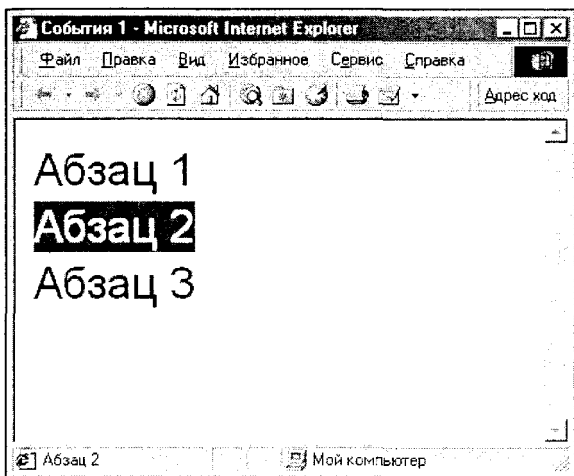 События 1 - Microsoft Internet Explorer
Файл Правка Вид Избранное Сервис Справка
Адрес ход
Абзац 1
Абзац 2
Абзац 3
Абзац 2 Мой компьютер